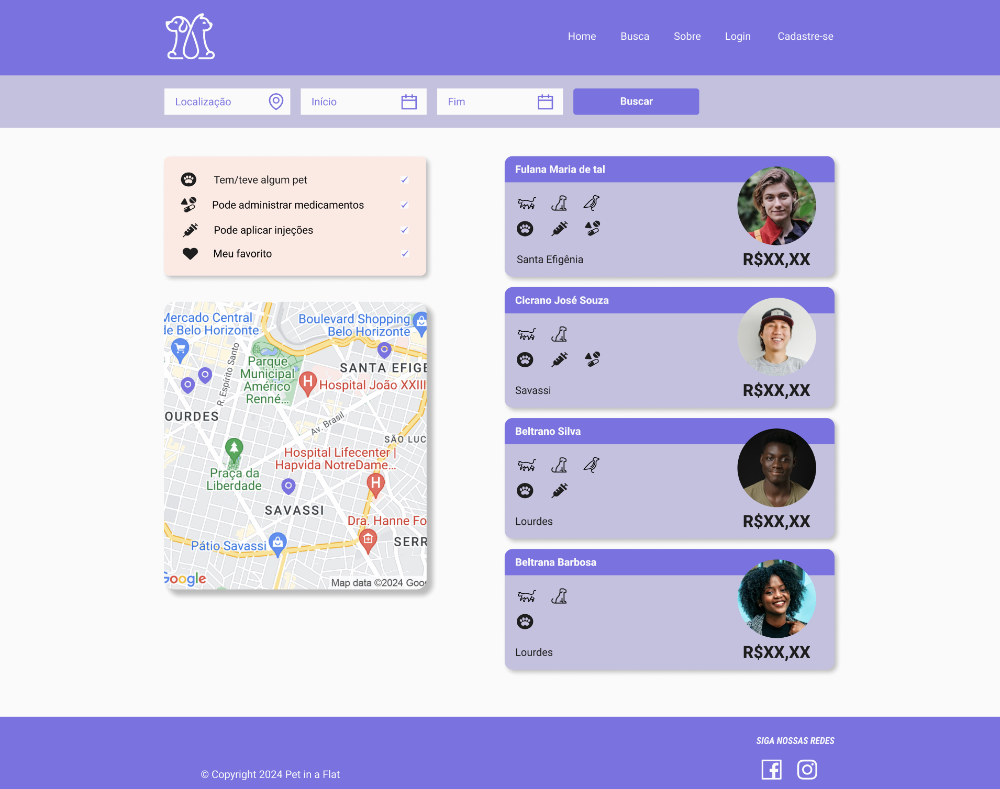 Home Busca Sobre Login Cadastre-se
Localização Início Fim Buscar
Tem/teve algum pet
Pode administrar medicamentos
Pode aplicar injeções
Meu favorito
Mercado Central
de Belo Horizonte
Boulevard Shopping
Belo Horizonte
R. Espírito Santo
Parque
Municipal
Américo
Renné...
SANTA EFIGE
H
Hospital João XXIII
OURDES
Av. Brasil
SÃO LUC
Hospital Lifecenter |
Hapvida NotreDame...
H
Praça da
Liberdade
SAVASSI
Dra. Hanne Fo
SERR
Pátio Savassi
Google
Map data ©2024 Goog
Fulana Maria de tal
Santa Efigênia
R$XX,XX
Cicrano José Souza
Savassi
R$XX,XX
Beltrano Silva
Lourdes
R$XX,XX
Beltrana Barbosa
Lourdes
R$XX,XX
SIGA NOSSAS REDES
© Copyright 2024 Pet in a Flat